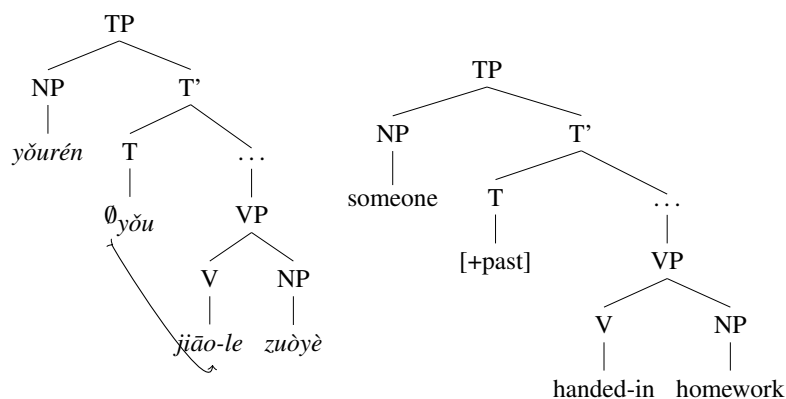 TP
NP T’
yǒurén T . . .
∅yǒu VP
V NP
jiāo-le zuòyè
TP
NP T’
someone T . . .
[+past] VP
V NP
handed-in homework